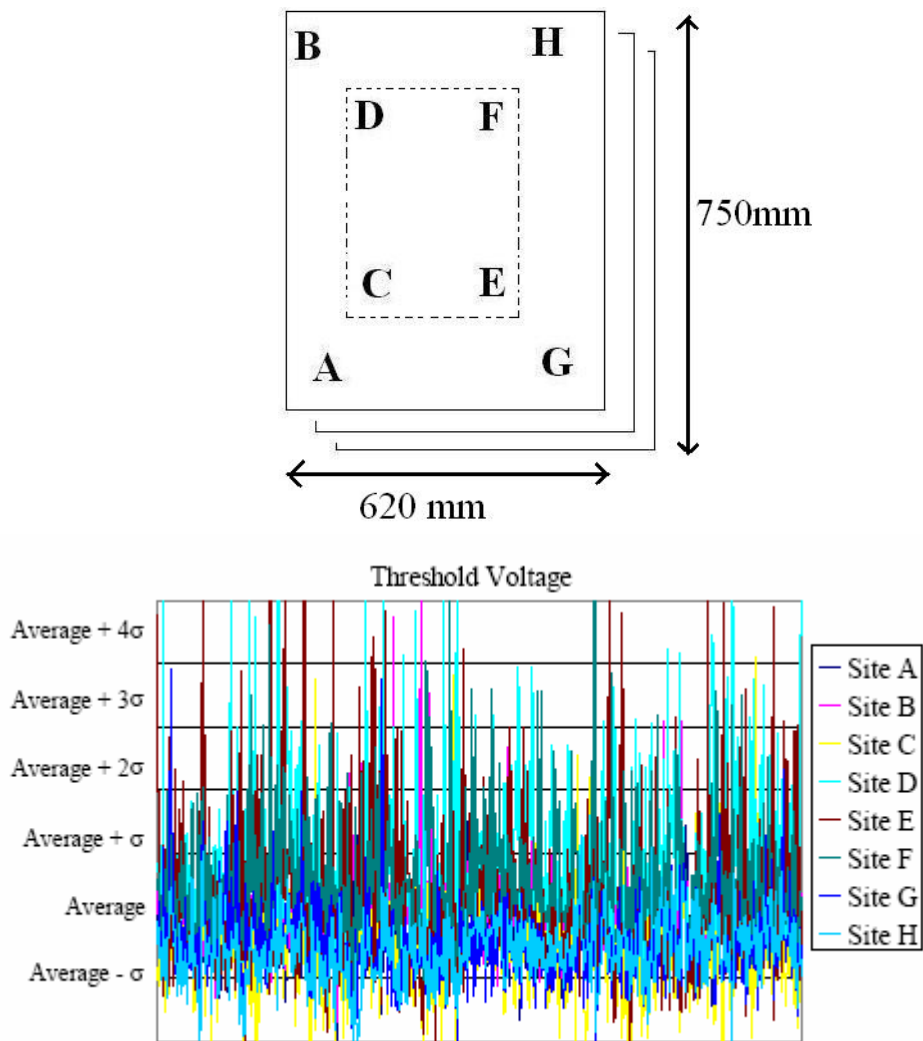 B H
D F
750mm
C E
A G
620 mm
Threshold Voltage
Average + 4σ
Average + 3σ
Average + 2σ
Average + σ
Average
Average - σ
Site A
Site B
Site C
Site D
Site E
Site F
Site G
Site H